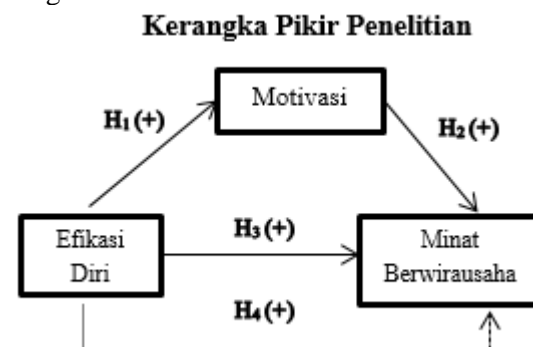 Kerangka Pikir Penelitian
Motivasi
H₁ (+)
H₂ (+)
Efikasi
Diri
H₃ (+)
Minat
Berwirausaha
H₄ (+)